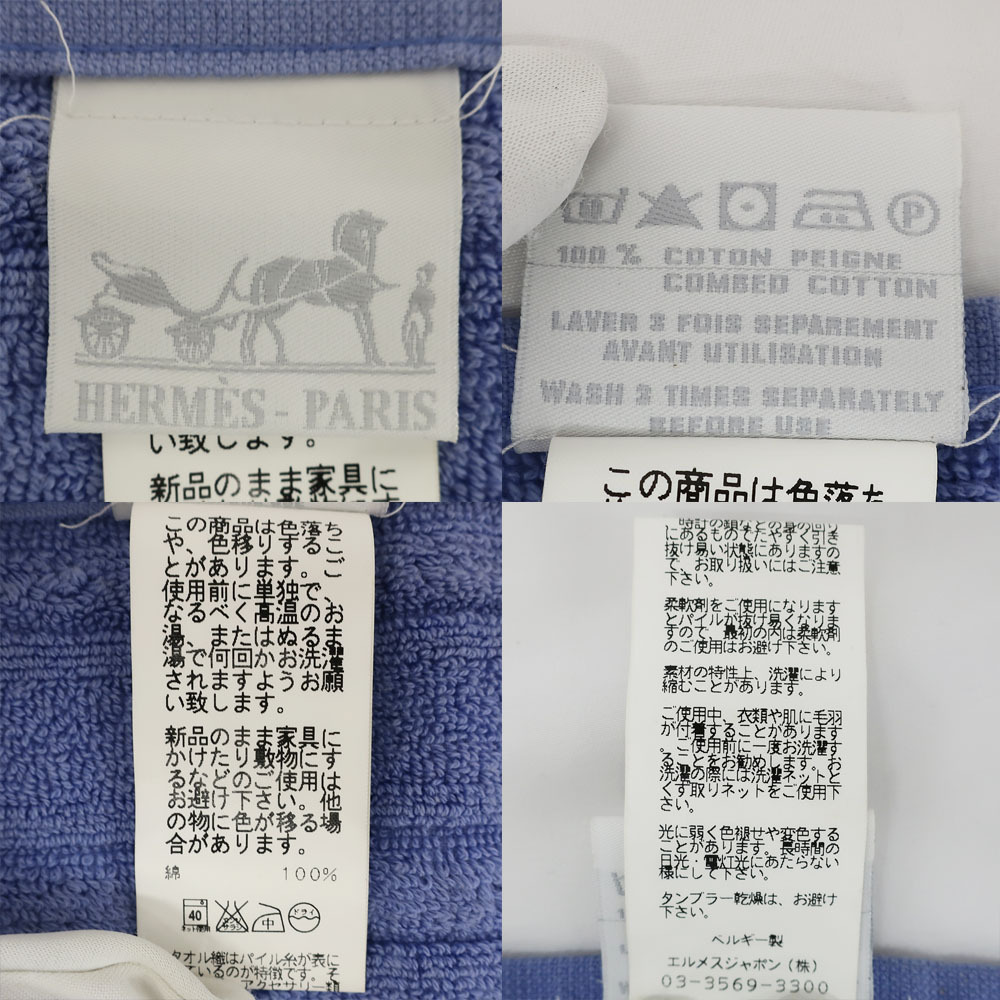 HERMÈS - PARIS
い致します。
新品のまま家具に
P
100 % COTON PEIGNE
COMBED COTTON
LAVER 3 FOIS SEPAREMENT
AVANT UTILISATION
WASH 3 TIMES SEPARATELY
BEFORE USE
この商品は色落ち
この商品は色落ち
や、色移りするこ
とがあります。ご
使用前に単独で、
なるべく高温のお
湯、またはぬるま
湯で何回かお洗濯
されますようお願
い致します。
新品のまま家具に
かけたり敷物にす
るなどのご使用は
お避け下さい。他
の物に色が移る場
合があります。
綿 100%
40 中 ドライ
タオル織はパイル糸が表に
ているのが特徴です。そ
アクセサリー類
、時計の鎖などの身の回り
にあるものでたやすく引き
抜け易い状態にありますの
で、お取り扱いにはご注意
下さい。
柔軟剤をご使用になります
とパイルが抜け易くなりま
すので、最初の内は柔軟剤
のご使用はお避け下さい。
素材の特性上、洗濯により
縮むことがあります。
ご使用中、衣類や肌に毛羽
が付着することがあります
。ご使用前に一度お洗濯す
ることをお勧めします。お
洗濯の際には洗濯ネットと
くず取りネットをご使用下
さい。
光に弱く色褪せや変色する
ことがあります。長時間の
日光・電灯光にあたらない
様にして下さい。
タンブラー乾燥は、お避け
下さい。
ベルギー製
エルメスジャポン(株)
03-3569-3300